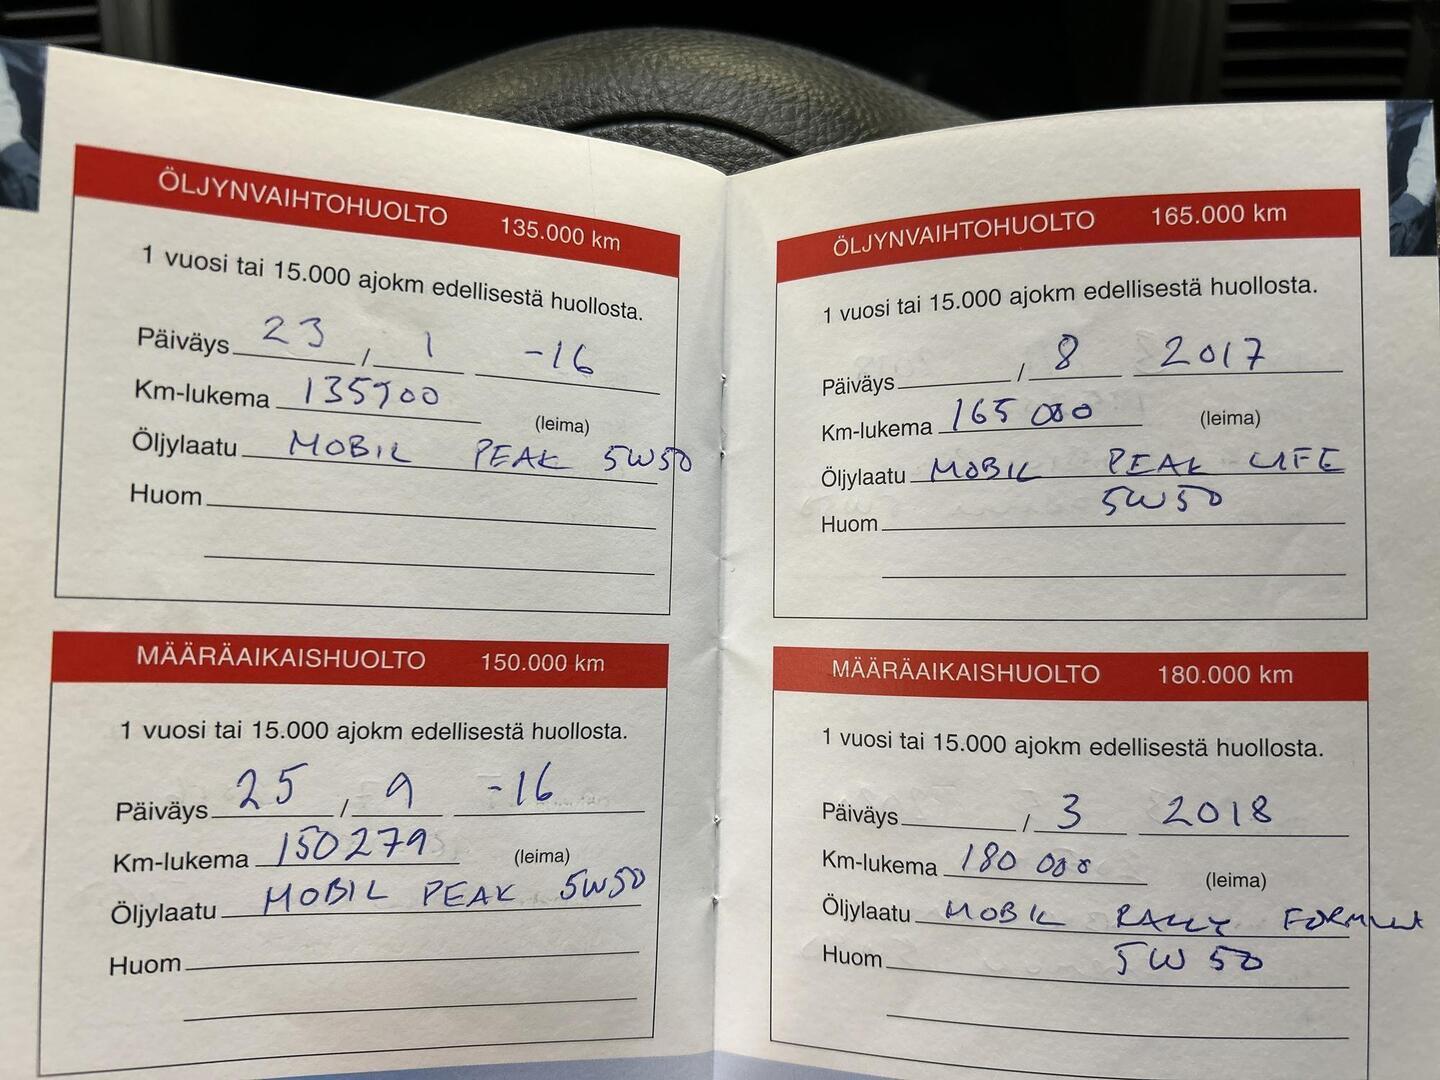 ÖLJYNVAIHTOHUOLTO 135.000 km
1 vuosi tai 15.000 ajokm edellisestä huollosta.
Päiväys 23 / 1 -16
Km-lukema 135900 (leima)
Öljylaatu MOBIL PEAK 5W50
Huom
MÄÄRÄAIKAISHUOLTO 150.000 km
1 vuosi tai 15.000 ajokm edellisestä huollosta.
Päiväys 25 / 9 -16
Km-lukema 150279 (leima)
Öljylaatu MOBIL PEAK 5W50
Huom
ÖLJYNVAIHTOHUOLTO 165.000 km
1 vuosi tai 15.000 ajokm edellisestä huollosta.
Päiväys / 8 2017
Km-lukema 165 000 (leima)
Öljylaatu MOBIL PEAK LIFE
5W50
Huom
MÄÄRÄAIKAISHUOLTO 180.000 km
1 vuosi tai 15.000 ajokm edellisestä huollosta.
Päiväys / 3 2018
Km-lukema 180 000 (leima)
Öljylaatu MOBIL RALLY FORMULA
Huom 5W50